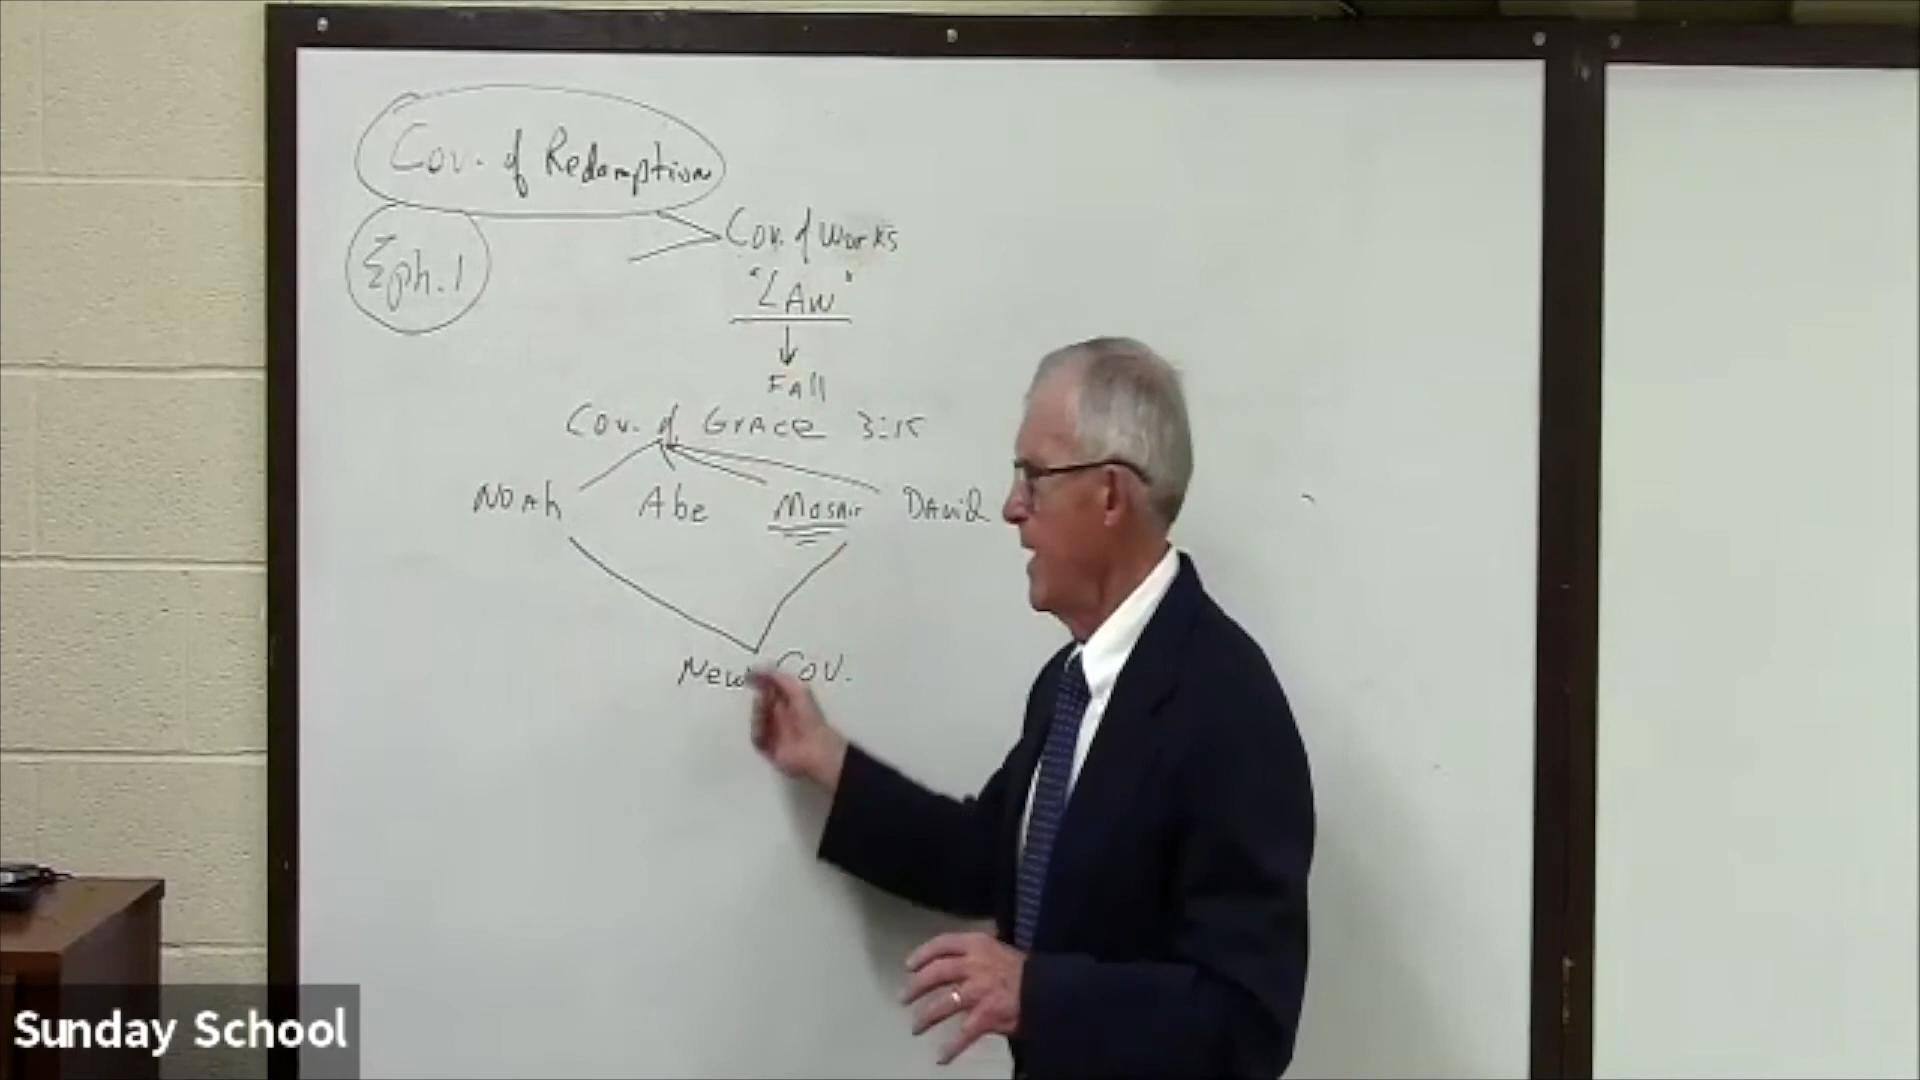 Cov. of Redemption
Eph. 1
Cov. of Works
"LAW"
Fall
Cov. of Grace 3:15
Noah Abe Mosaic David
New Cov.
Sunday School